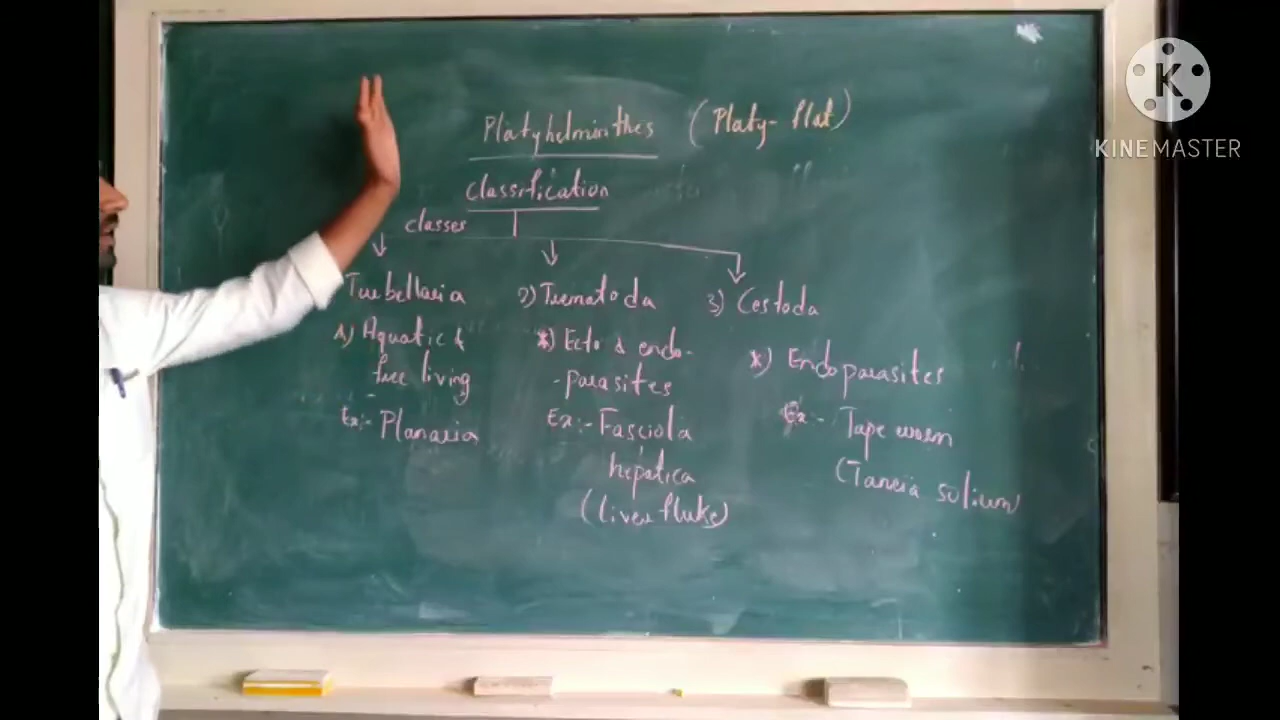 Platyhelminthes (Platy- flat)
classification
classes
Turbellaria
A) Aquatic &
free living
Ex:- Planaria
2) Trematoda
*) Ecto & endo-
-parasites
Ex:- Fasciola
hepatica
(liver fluke)
3) Cestoda
*) Endoparasites
Ex - Tape worm
(Taneia solium)
K
KINEMASTER